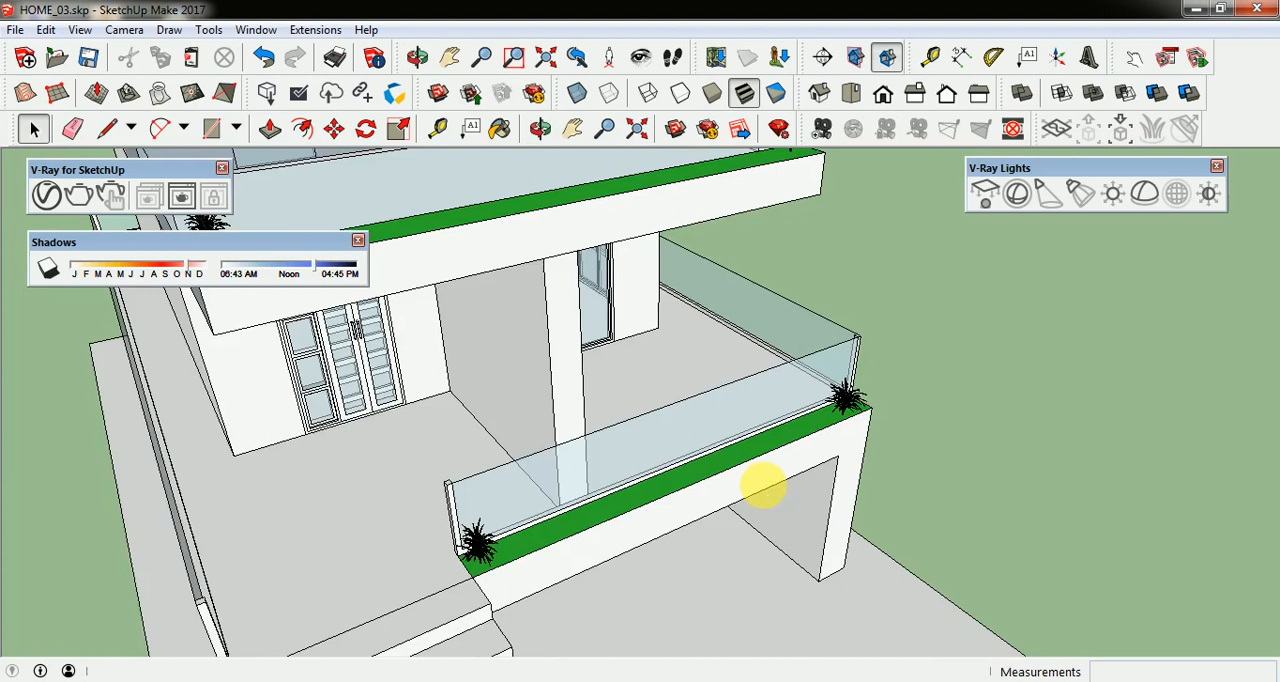 HOME_03.skp - SketchUp Make 2017
File Edit View Camera Draw Tools Window Extensions Help
V-Ray for SketchUp
V-Ray Lights
Shadows
J F M A M J J A S O N D
06:43 AM Noon 04:45 PM
Measurements